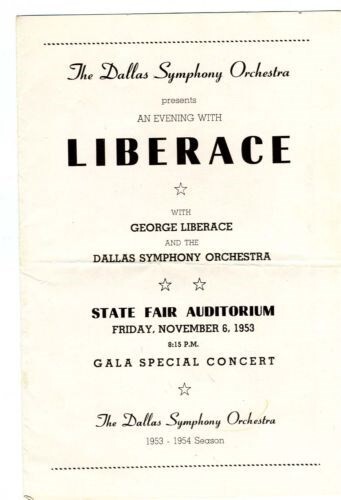 The Dallas Symphony Orchestra
presents
AN EVENING WITH
LIBERACE
WITH
GEORGE LIBERACE
AND THE
DALLAS SYMPHONY ORCHESTRA
STATE FAIR AUDITORIUM
FRIDAY, NOVEMBER 6, 1953
8:15 P.M.
GALA SPECIAL CONCERT
The Dallas Symphony Orchestra
1953 - 1954 Season